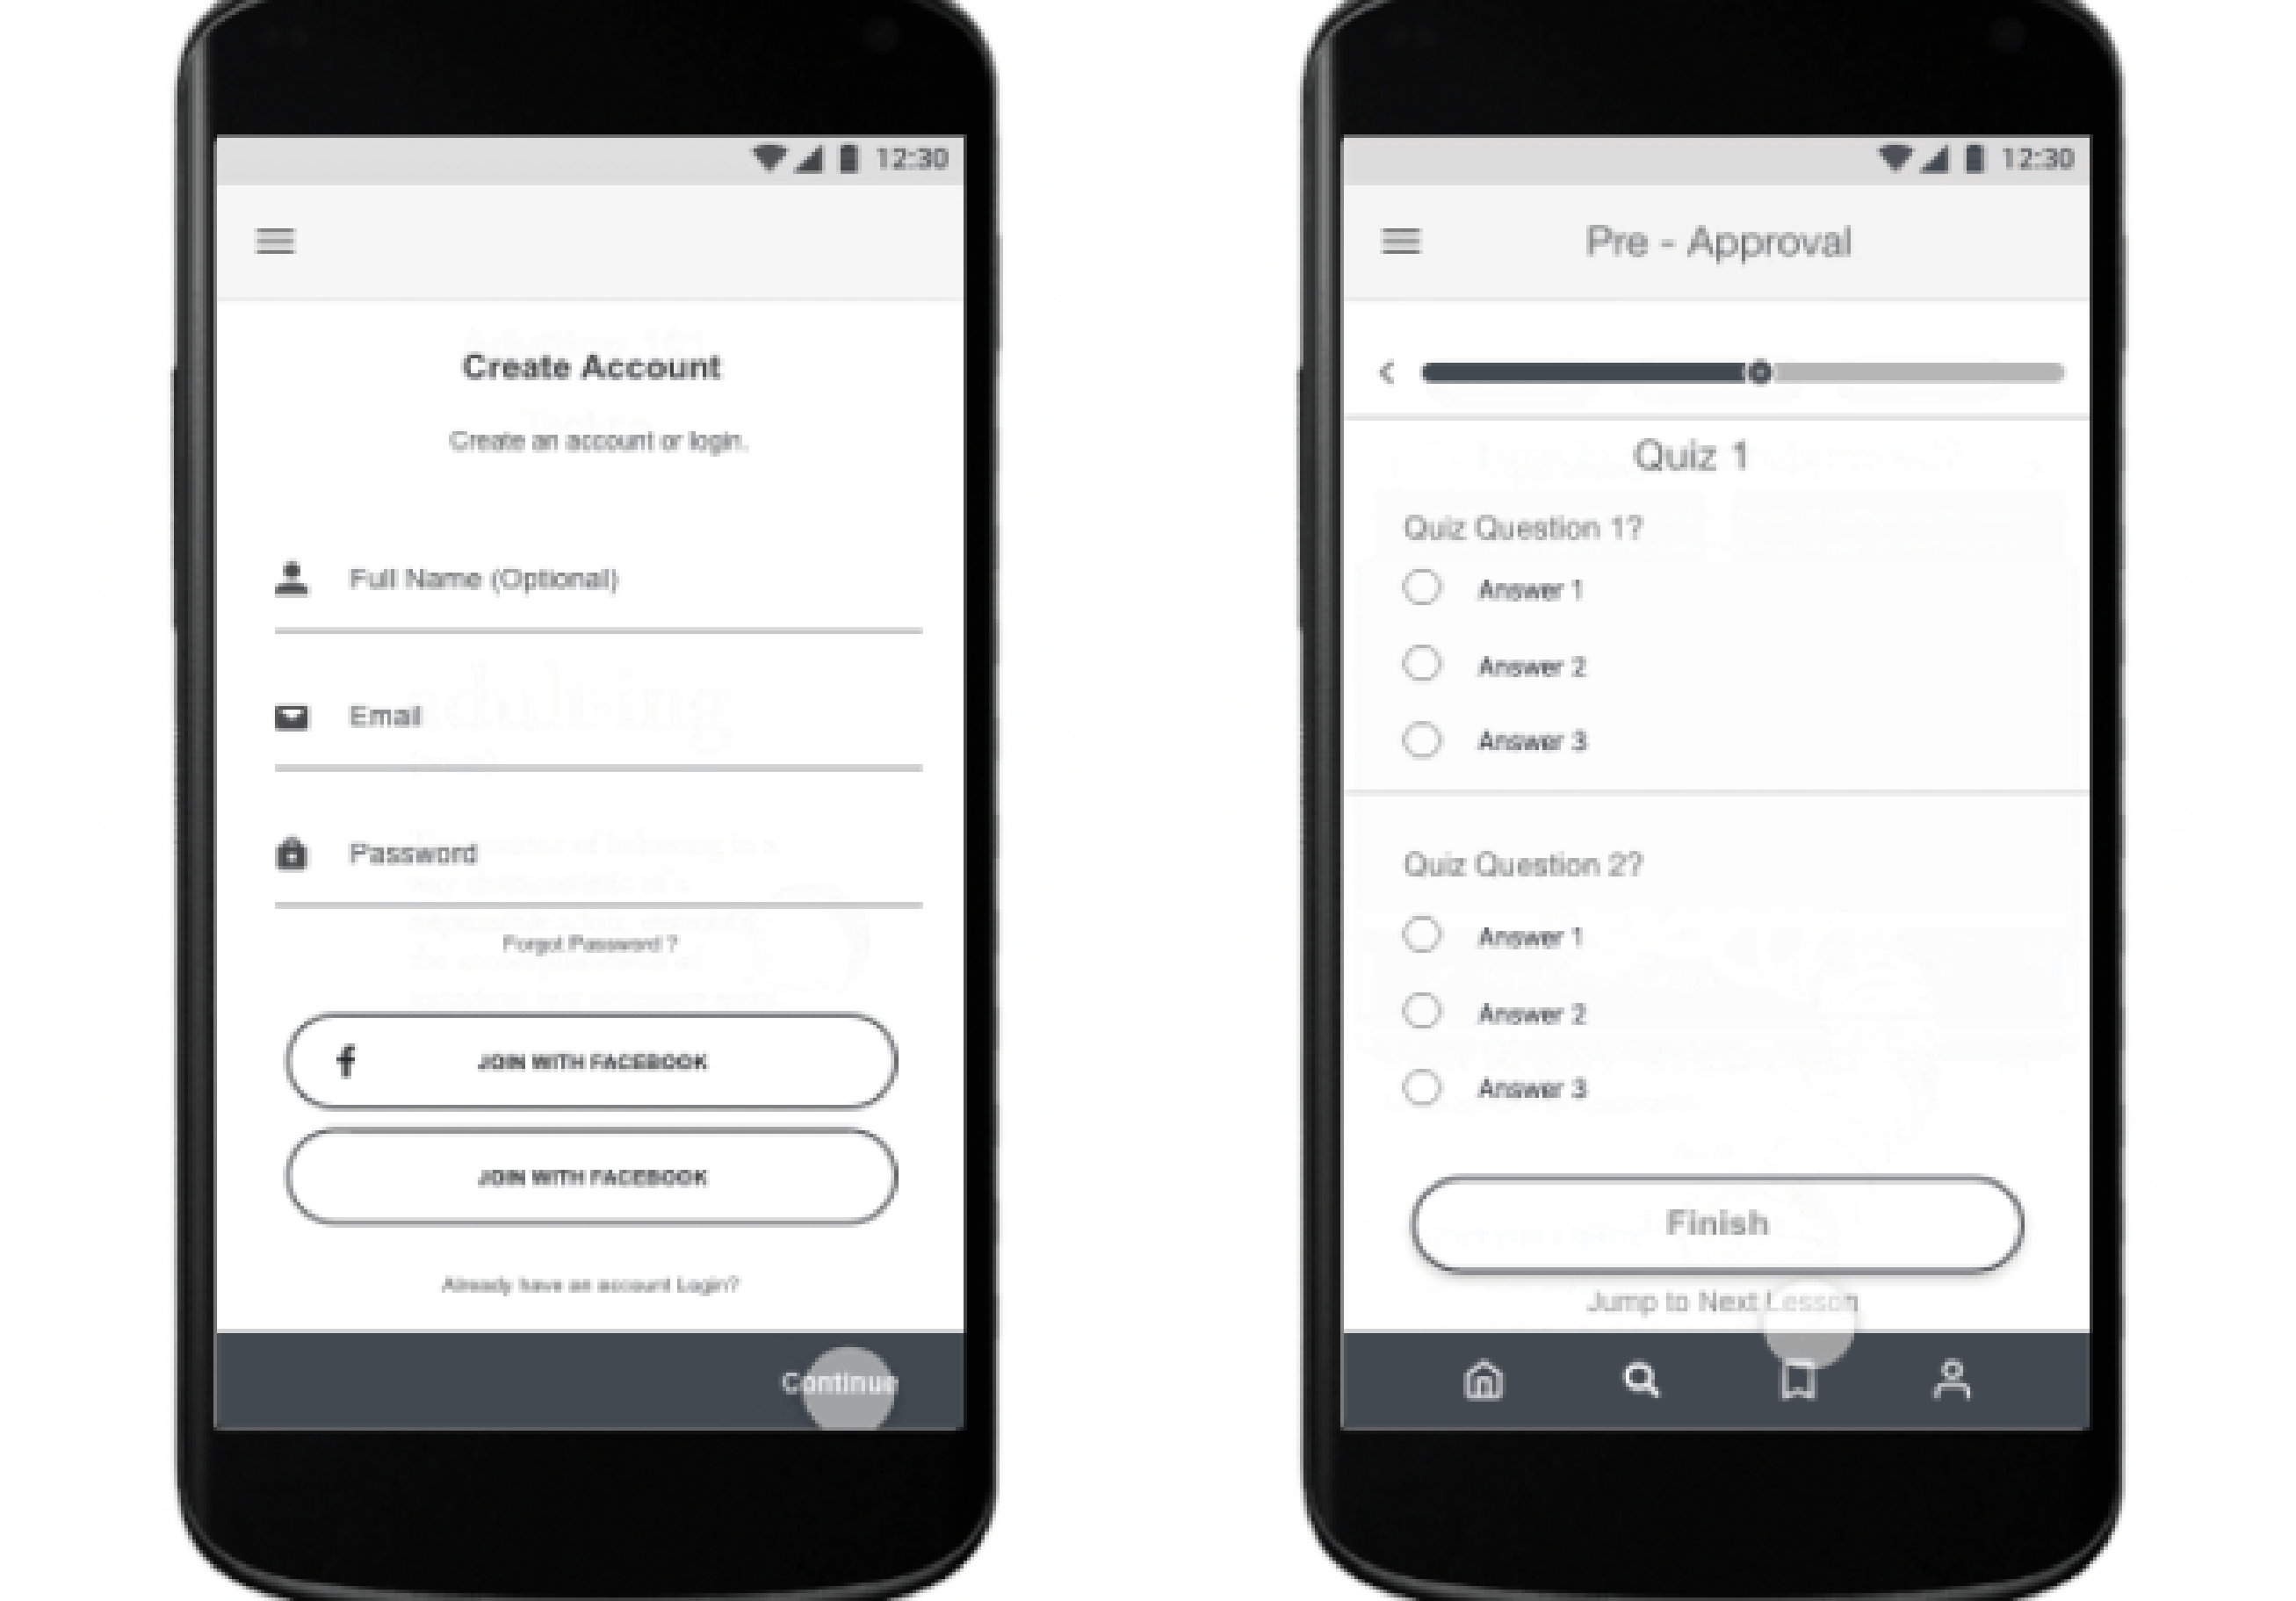 12:30
Create Account
Create an account or login.
Full Name (Optional)
adult-ing
Email
Password
Forgot Password ?
f JOIN WITH FACEBOOK
JOIN WITH FACEBOOK
Already have an account Login?
Continue
12:30
Pre - Approval
Quiz 1
Quiz Question 1?
Answer 1
Answer 2
Answer 3
Quiz Question 2?
Answer 1
Answer 2
Answer 3
Finish
Jump to Next Lesson